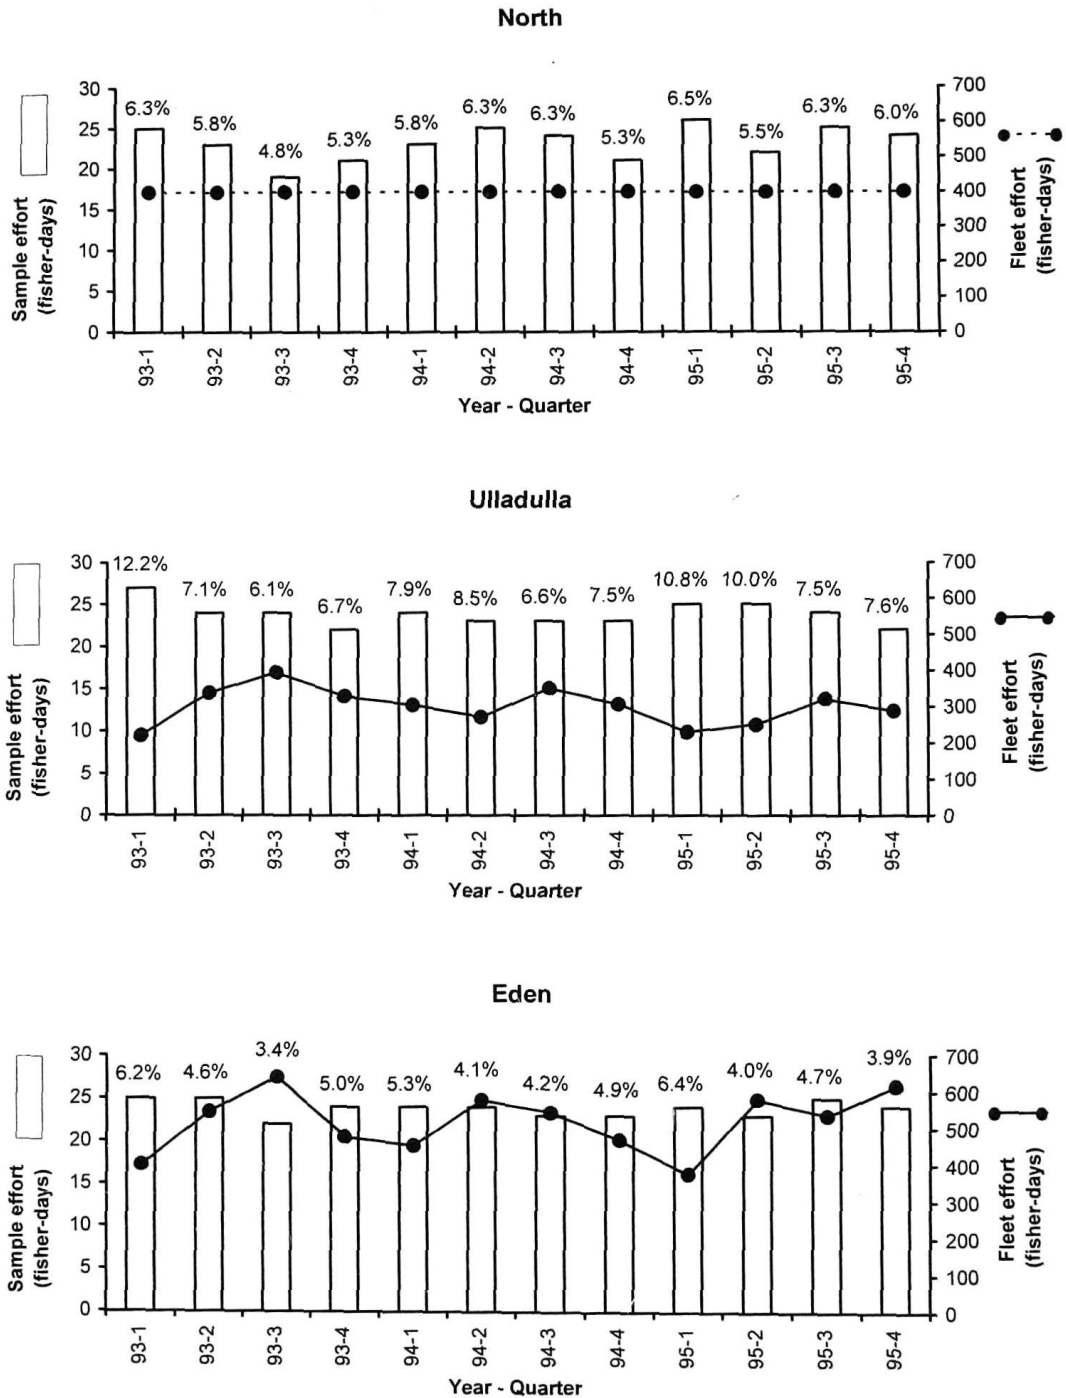 North
30
25
20
15
10
5
0
Sample effort
(fisher-days)
6.3% 5.8% 4.8% 5.3% 5.8% 6.3% 6.3% 5.3% 6.5% 5.5% 6.3% 6.0%
700
600
500
400
300
200
100
0
Fleet effort
(fisher-days)
93-1 93-2 93-3 93-4 94-1 94-2 94-3 94-4 95-1 95-2 95-3 95-4
Year - Quarter
Ulladulla
30
25
20
15
10
5
0
Sample effort
(fisher-days)
12.2% 7.1% 6.1% 6.7% 7.9% 8.5% 6.6% 7.5% 10.8% 10.0% 7.5% 7.6%
700
600
500
400
300
200
100
0
Fleet effort
(fisher-days)
93-1 93-2 93-3 93-4 94-1 94-2 94-3 94-4 95-1 95-2 95-3 95-4
Year - Quarter
Eden
30
25
20
15
10
5
0
Sample effort
(fisher-days)
6.2% 4.6% 3.4% 5.0% 5.3% 4.1% 4.2% 4.9% 6.4% 4.0% 4.7% 3.9%
700
600
500
400
300
200
100
0
Fleet effort
(fisher-days)
93-1 93-2 93-3 93-4 94-1 94-2 94-3 94-4 95-1 95-2 95-3 95-4
Year - Quarter